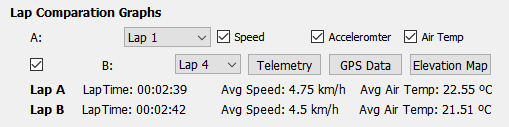 Lap Comparation Graphs
A: Lap 1 Speed Acceleromter Air Temp
B: Lap 4 Telemetry GPS Data Elevation Map
Lap A LapTime: 00:02:39 Avg Speed: 4.75 km/h Avg Air Temp: 22.55 ºC
Lap B LapTime: 00:02:42 Avg Speed: 4.5 km/h Avg Air Temp: 21.51 ºC